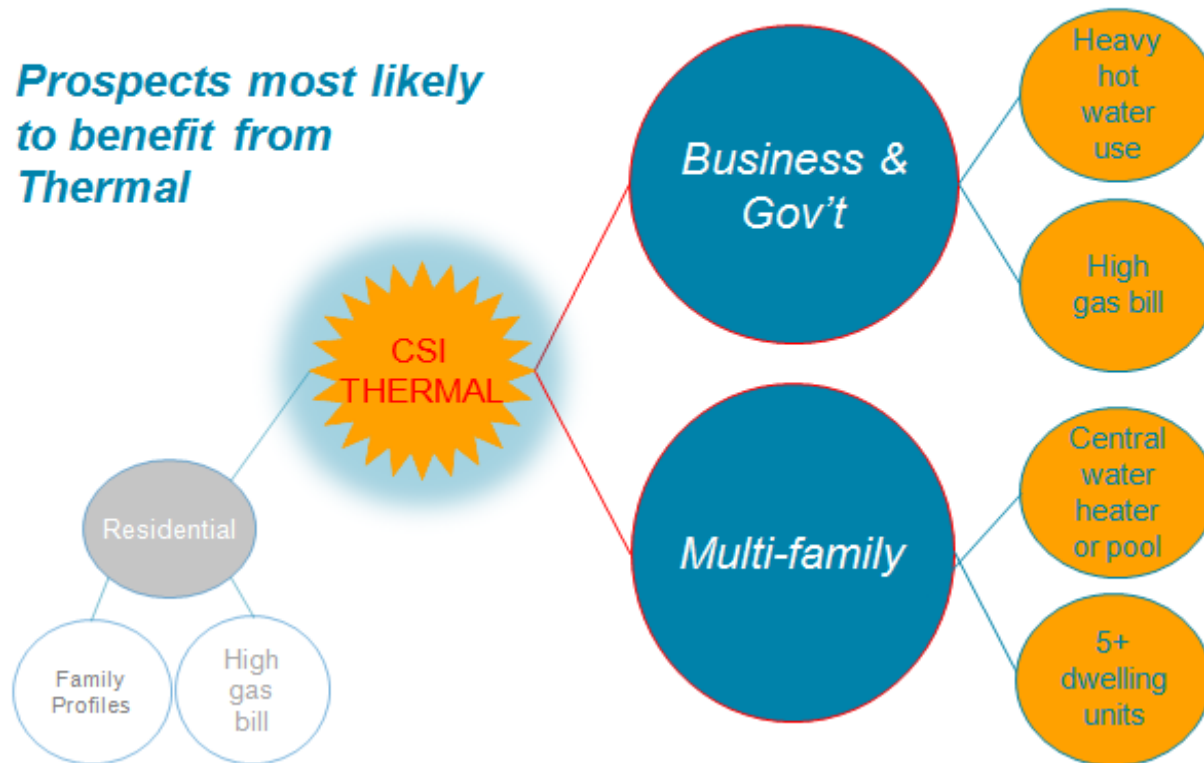 Prospects most likely
to benefit from
Thermal
CSI
THERMAL
Business &
Gov't
Heavy
hot
water
use
High
gas bill
Multi-family
Central
water
heater
or pool
5+
dwelling
units
Residential
Family
Profiles
High
gas
bill